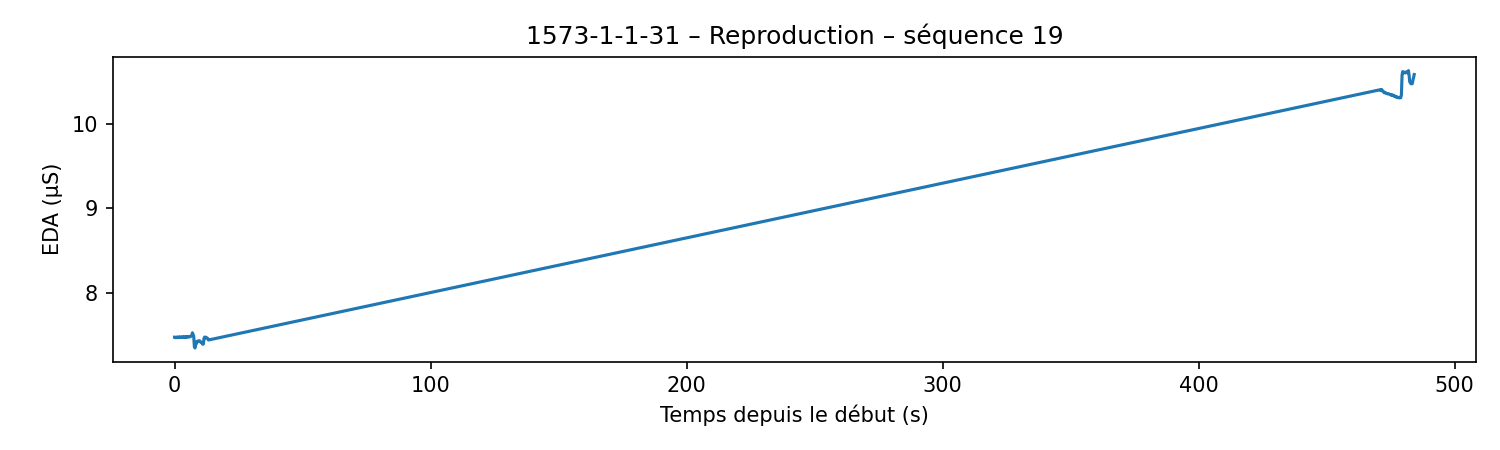 1573-1-1-31 – Reproduction – séquence 19
EDA (µS)
10
9
8
0 100 200 300 400 500
Temps depuis le début (s)